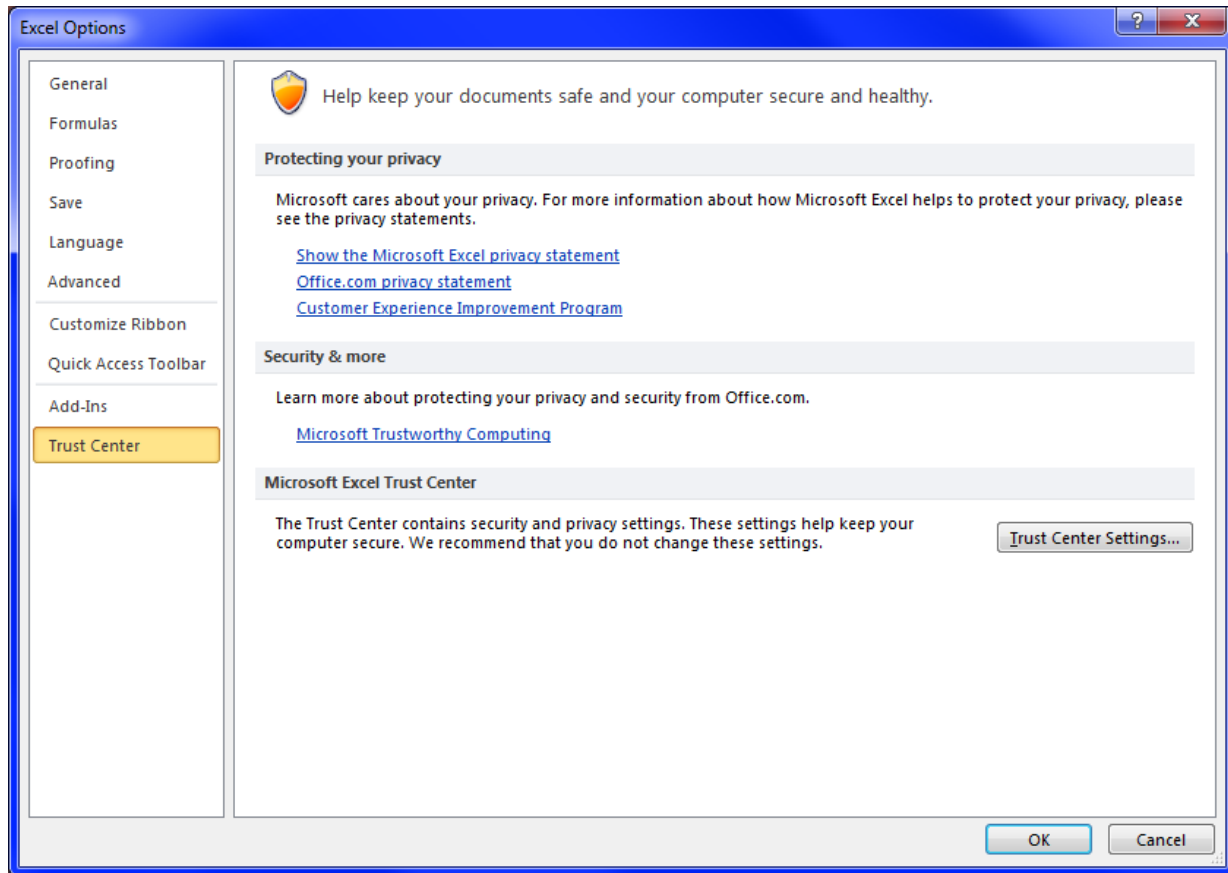 Excel Options
?
X
General
Formulas
Proofing
Save
Language
Advanced
Customize Ribbon
Quick Access Toolbar
Add-Ins
Trust Center
Help keep your documents safe and your computer secure and healthy.
Protecting your privacy
Microsoft cares about your privacy. For more information about how Microsoft Excel helps to protect your privacy, please
see the privacy statements.
Show the Microsoft Excel privacy statement
Office.com privacy statement
Customer Experience Improvement Program
Security & more
Learn more about protecting your privacy and security from Office.com.
Microsoft Trustworthy Computing
Microsoft Excel Trust Center
The Trust Center contains security and privacy settings. These settings help keep your
computer secure. We recommend that you do not change these settings.
Trust Center Settings...
OK
Cancel